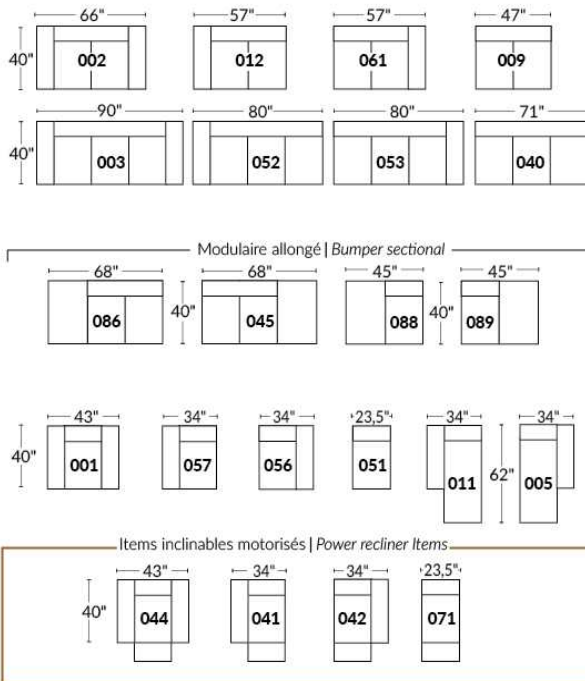 66" 57" 57" 47"
40" 002 012 061 009
90" 80" 80" 71"
40" 003 052 053 040
Modulaire allongé | Bumper sectional
68" 68" 45" 45"
086 40" 045 088 40" 089
43" 34" 34" 23,5" 34" 34"
40" 001 057 056 051 011 62" 005
Items inclinables motorisés | Power recliner Items
43" 34" 34" 23,5"
40" 044 041 042 071